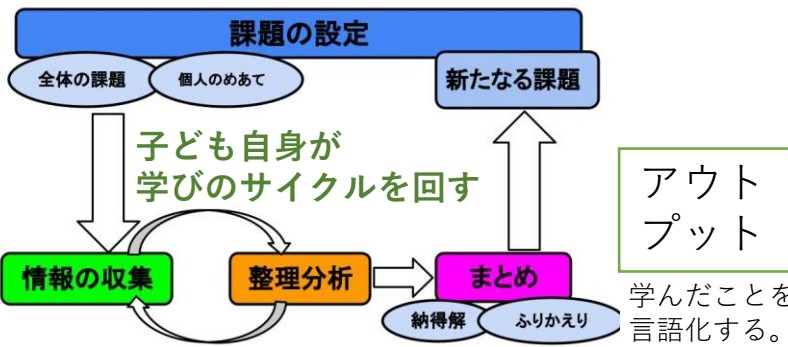 課題の設定
全体の課題
個人のめあて
新たなる課題
子ども自身が
学びのサイクルを回す
アウト
プット
情報の収集
整理分析
まとめ
納得解
ふりかえり
学んだことを
言語化する。